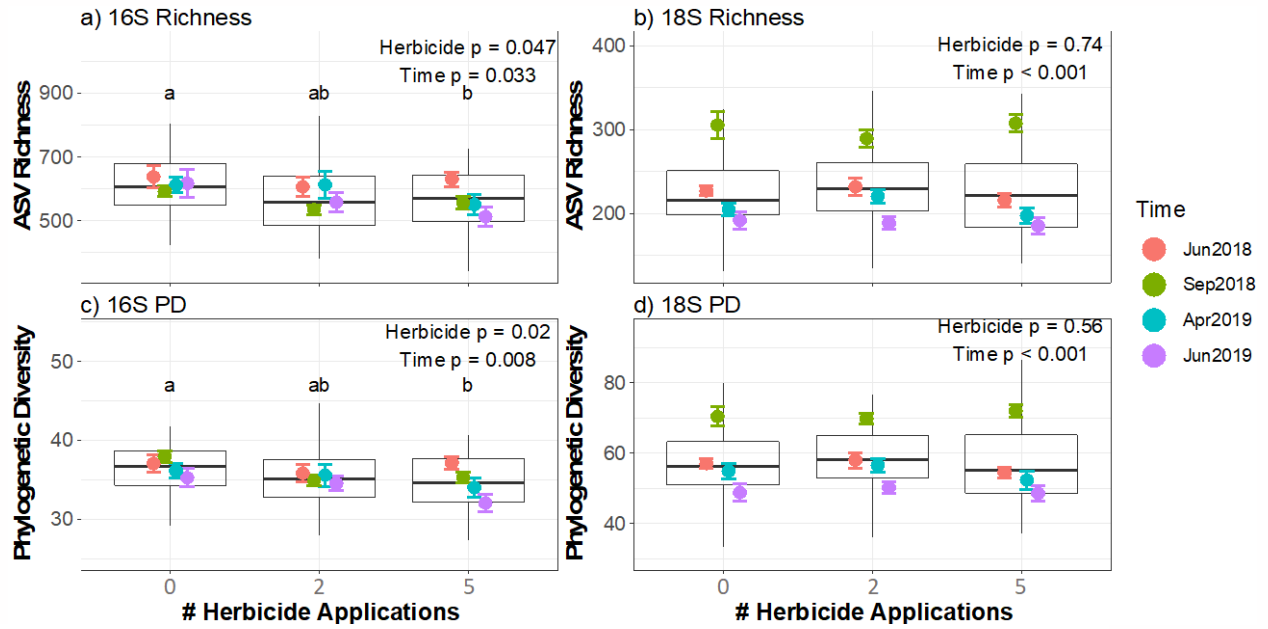 a) 16S Richness
b) 18S Richness
Herbicide p = 0.047
Time p = 0.033
Herbicide p = 0.74
Time p < 0.001
ASV Richness
900
700
500
a
ab
b
ASV Richness
400
300
200
c) 16S PD
d) 18S PD
Herbicide p = 0.02
Time p = 0.008
Herbicide p = 0.56
Time p < 0.001
Phylogenetic Diversity
50
40
30
a
ab
b
Phylogenetic Diversity
80
60
40
0
2
5
0
2
5
# Herbicide Applications
# Herbicide Applications
Time
Jun2018
Sep2018
Apr2019
Jun2019